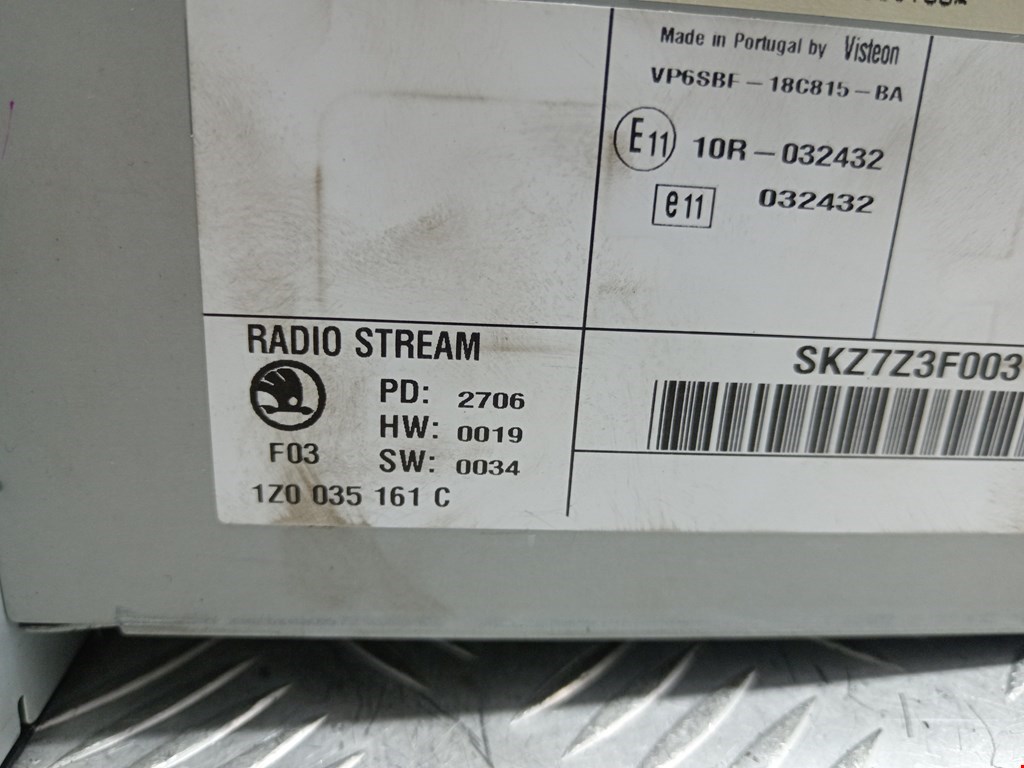 Made in Portugal by Visteon
VP6SBF-18C815-BA
E11 10R-032432
e11 032432
RADIO STREAM
PD: 2706
HW: 0019
F03
SW: 0034
1Z0 035 161 C
SKZ7Z3F003